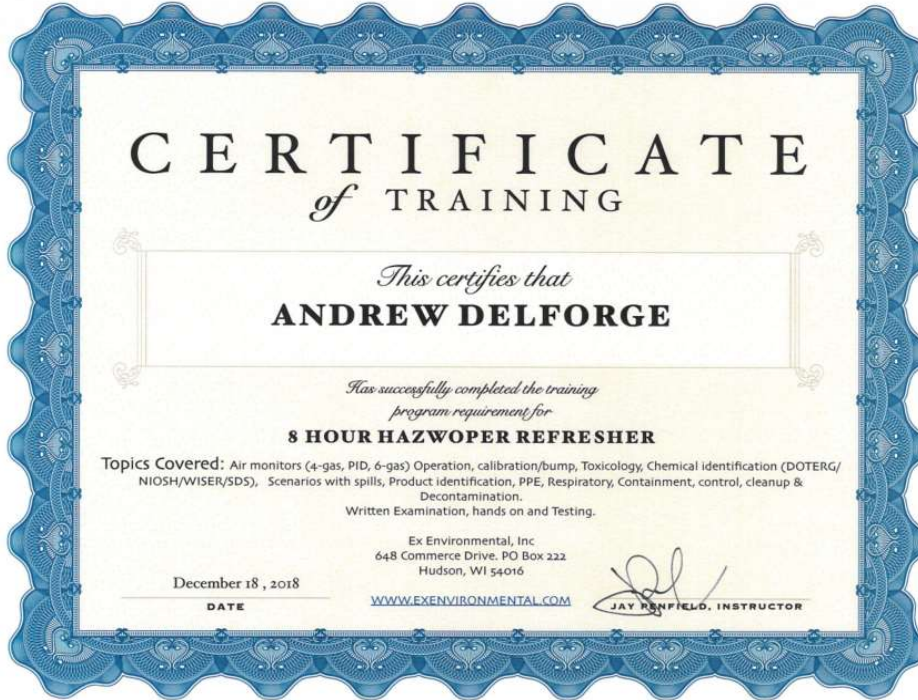 CERTIFICATE
of TRAINING
This certifies that
ANDREW DELFORGE
Has successfully completed the training
program requirement for
8 HOUR HAZWOPER REFRESHER
Topics Covered: Air monitors (4-gas, PID, 6-gas) Operation, calibration/bump, Toxicology, Chemical identification (DOTERG/
NIOSH/WISER/SDS), Scenarios with spills, Product identification, PPE, Respiratory, Containment, control, cleanup &
Decontamination.
Written Examination, hands on and Testing.
Ex Environmental, Inc
648 Commerce Drive. PO Box 222
Hudson, WI 54016
December 18 , 2018
DATE
WWW.EXENVIRONMENTAL.COM
JAY PENFIELD, INSTRUCTOR